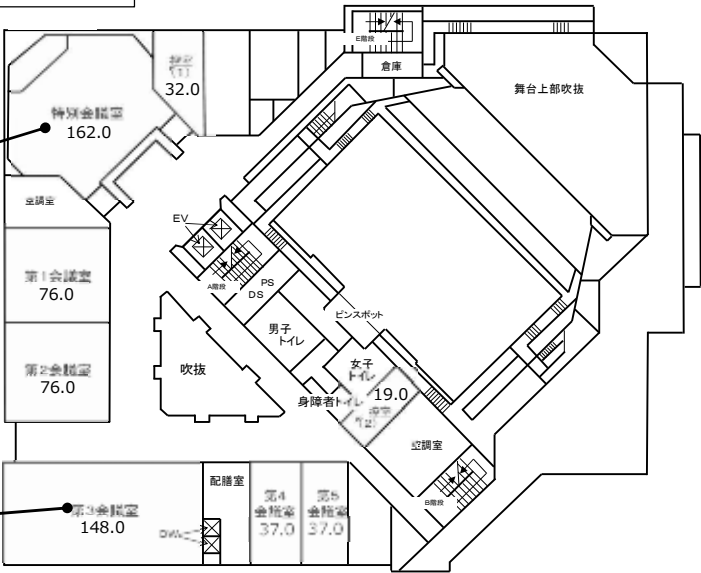 E階段
倉庫
舞台上部吹抜
(1)
32.0
特別会議室
162.0
空調室
EV
第1会議室
76.0
A階段
PS
DS
ピンスポット
男子
トイレ
吹抜
第2会議室
76.0
女子
トイレ
身障者トイレ
19.0
(2)
空調室
B階段
配膳室
第3会議室
148.0
第4
会議室
37.0
第5
会議室
37.0